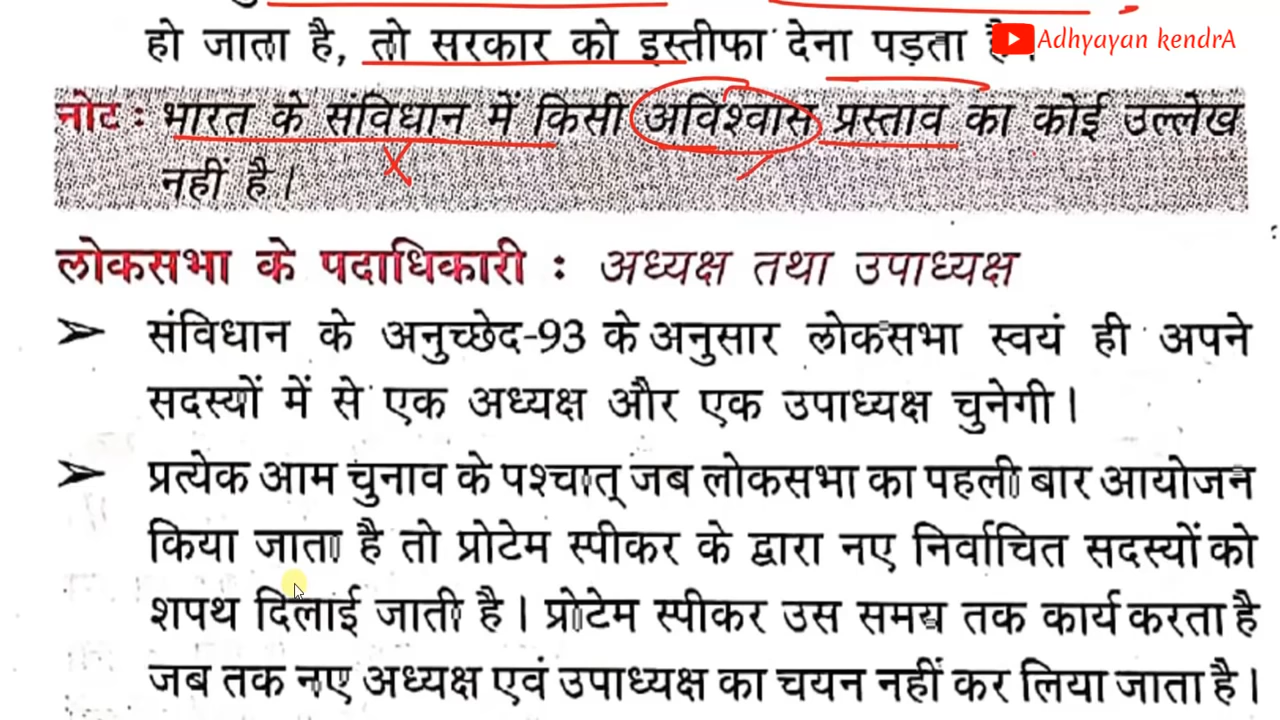 हो जाता है, तो सरकार को इस्तीफा देना पड़ता है।
Adhyayan kendrA
नोट : भारत के संविधान में किसी अविश्वास प्रस्ताव का कोई उल्लेख
नहीं है।
लोकसभा के पदाधिकारी : अध्यक्ष तथा उपाध्यक्ष
➢ संविधान के अनुच्छेद-93 के अनुसार लोकसभा स्वयं ही अपने
सदस्यों में से एक अध्यक्ष और एक उपाध्यक्ष चुनेगी।
➢ प्रत्येक आम चुनाव के पश्चात् जब लोकसभा का पहली बार आयोजन
किया जाता है तो प्रोटेम स्पीकर के द्वारा नए निर्वाचित सदस्यों को
शपथ दिलाई जाती है। प्रोटेम स्पीकर उस समय तक कार्य करता है
जब तक नए अध्यक्ष एवं उपाध्यक्ष का चयन नहीं कर लिया जाता है।